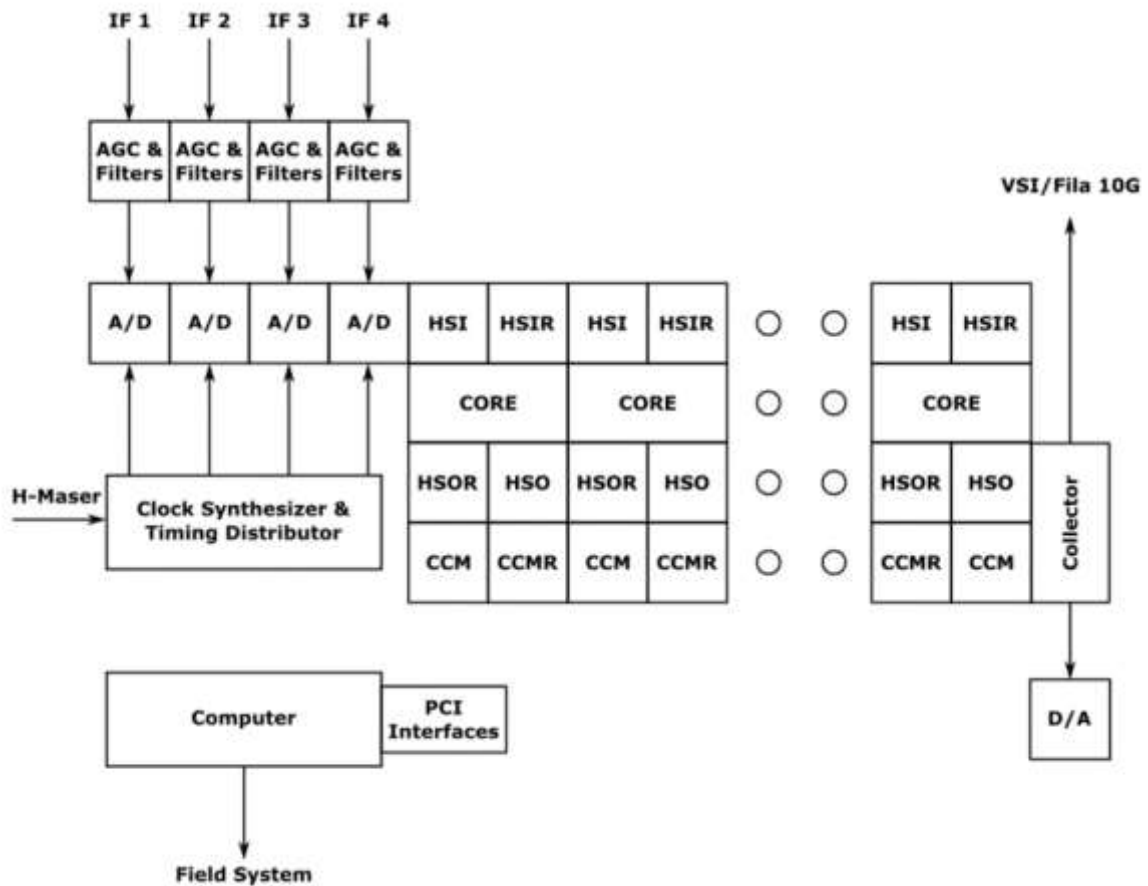 IF 1 IF 2 IF 3 IF 4
AGC & AGC & AGC & AGC &
Filters Filters Filters Filters
VSI/Fila 10G
A/D A/D A/D A/D HSI HSIR HSI HSIR HSI HSIR
CORE CORE CORE
H-Maser
Clock Synthesizer &
Timing Distributor
HSOR HSO HSOR HSO HSOR HSO
CCM CCMR CCM CCMR CCMR CCM
Collector
Computer
PCI
Interfaces
D/A
Field System